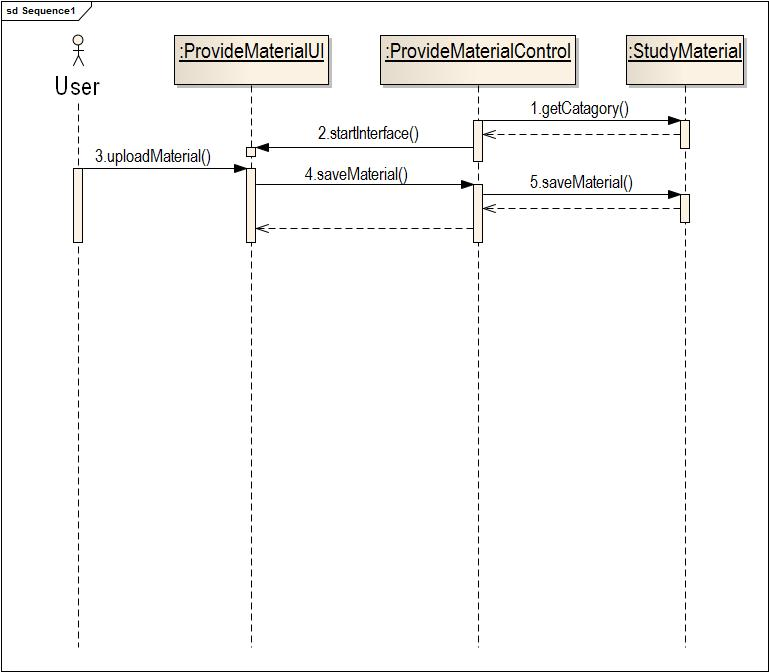 sd Sequence1
:ProvideMaterialUI
:ProvideMaterialControl
:StudyMaterial
User
1.getCatagory()
2.startInterface()
3.uploadMaterial()
4.saveMaterial()
5.saveMaterial()